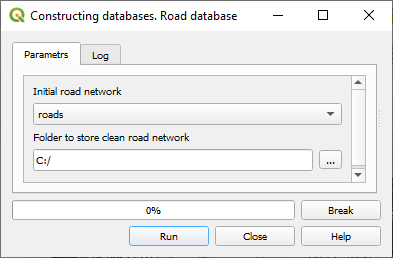 Constructing databases. Road database
Parametrs Log
Initial road network
roads
Folder to store clean road network
C:/ ...
0% Break
Run Close Help